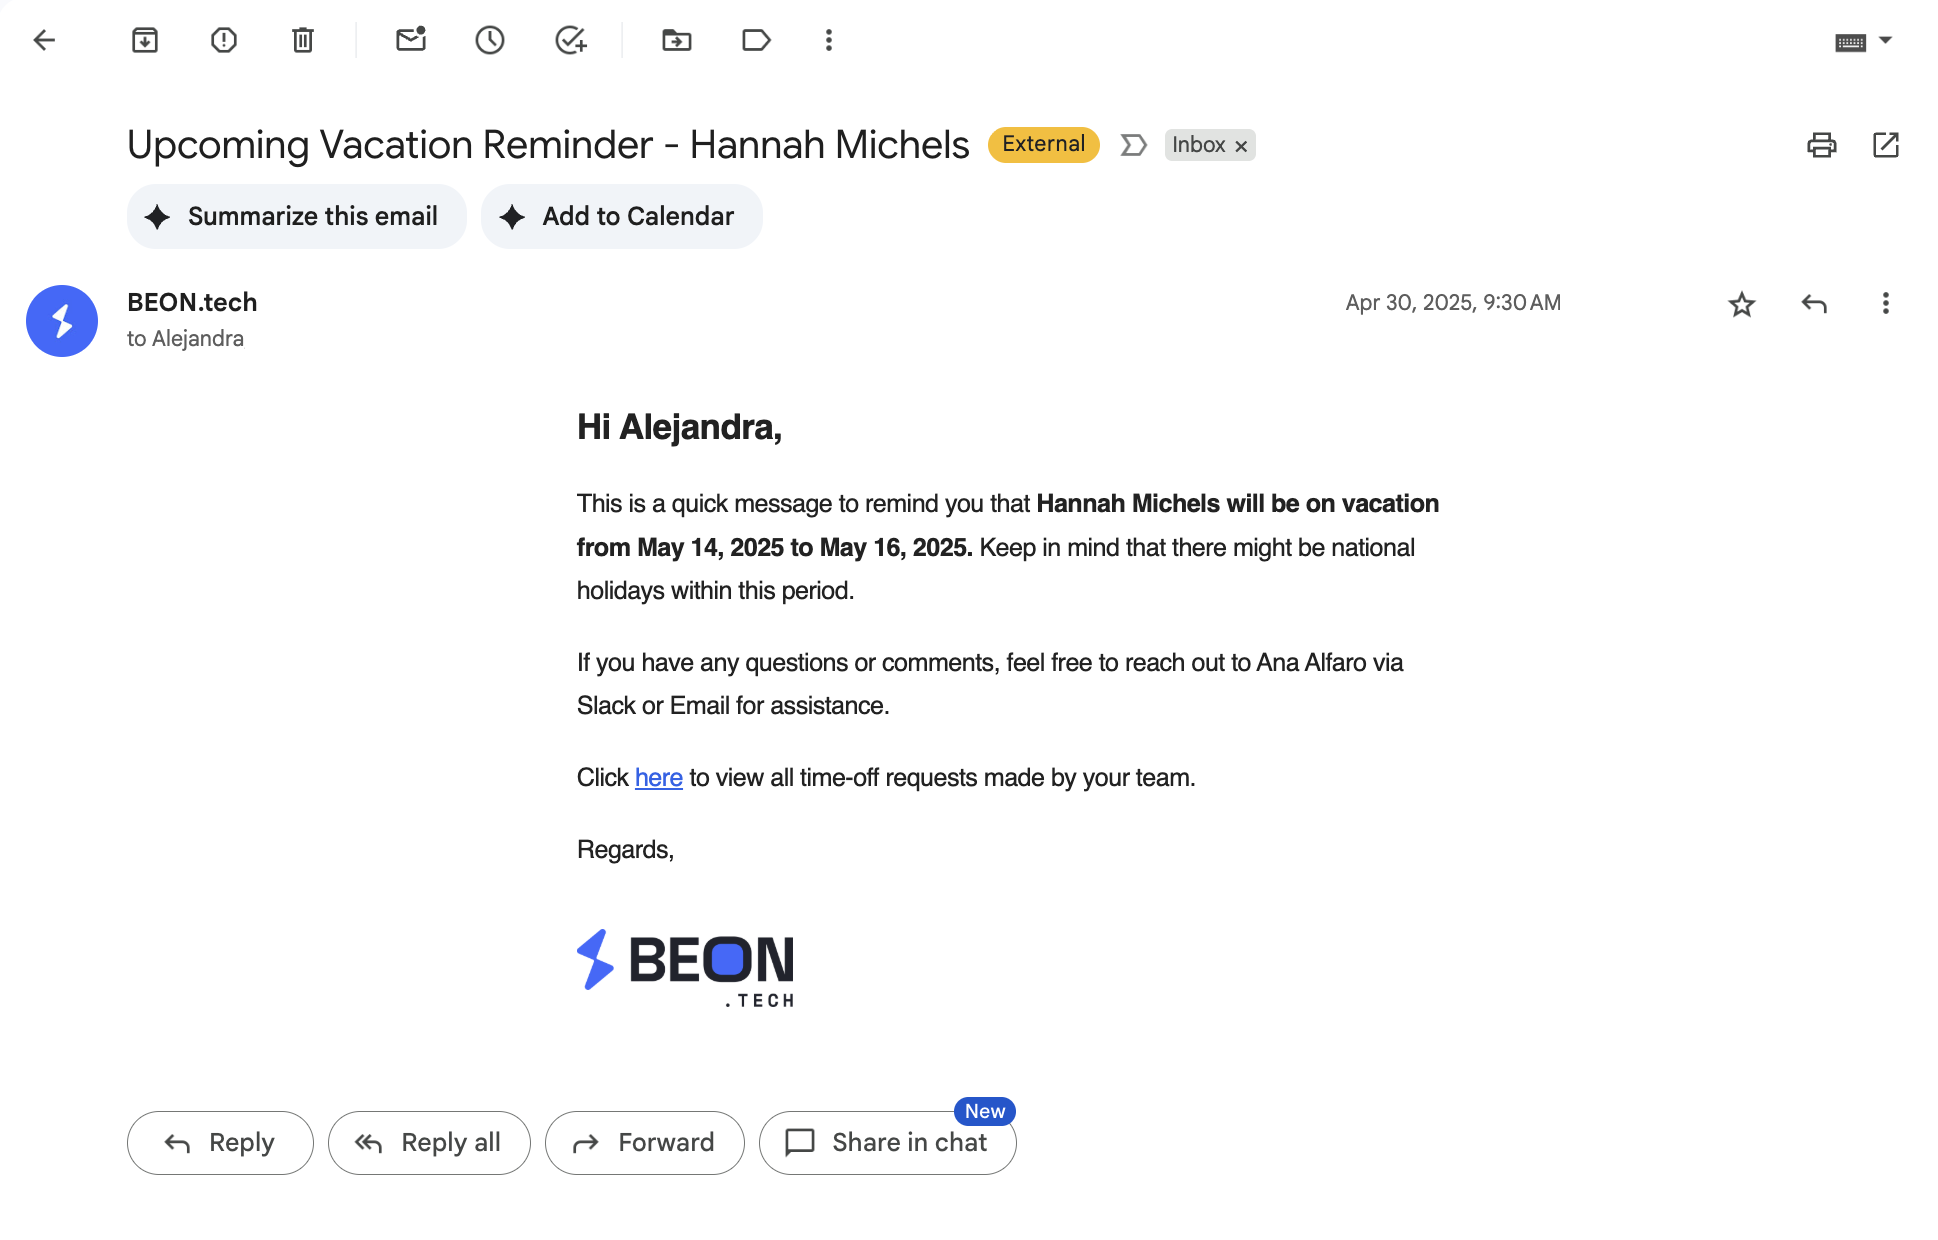 Upcoming Vacation Reminder - Hannah Michels External Inbox ×
Summarize this email Add to Calendar
BEON.tech Apr 30, 2025, 9:30 AM
to Alejandra
Hi Alejandra,
This is a quick message to remind you that Hannah Michels will be on vacation
from May 14, 2025 to May 16, 2025. Keep in mind that there might be national
holidays within this period.
If you have any questions or comments, feel free to reach out to Ana Alfaro via
Slack or Email for assistance.
Click here to view all time-off requests made by your team.
Regards,
BEON
.TECH
New
Reply Reply all Forward Share in chat